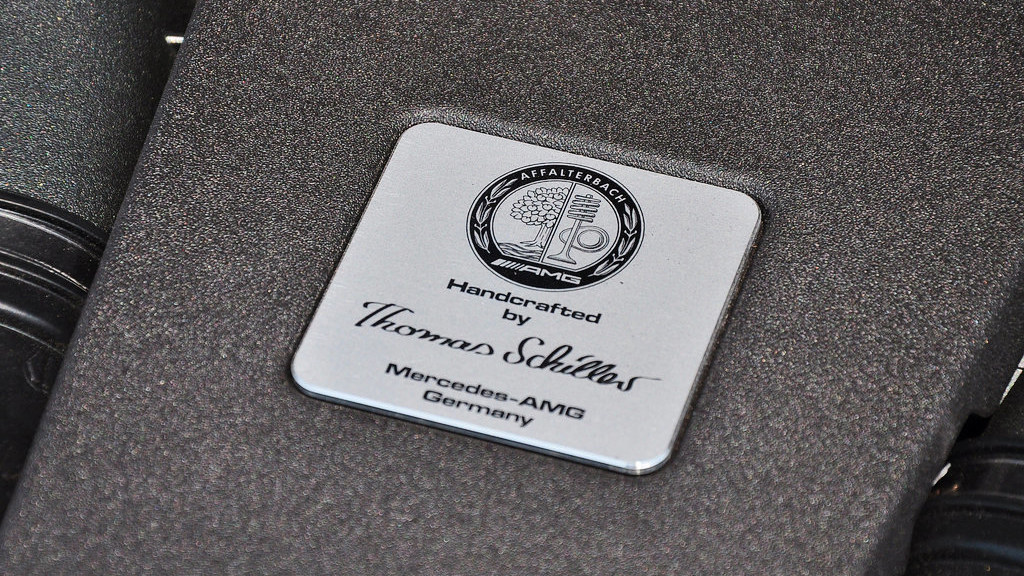 AFFALTERBACH
AMG
Handcrafted
by
Thomas Schiller
Mercedes-AMG
Germany